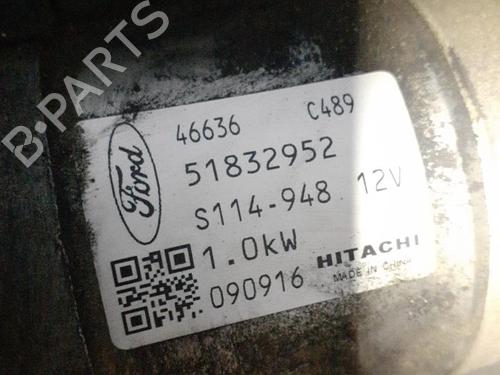 B-PARTS
46636 C489
Ford
51832952
S114-948 12V
1.0kW
HITACHI
MADE IN CHINA
090916